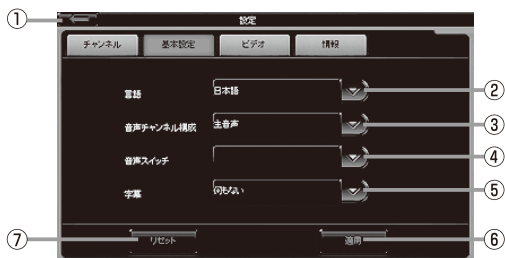 ① 設定
チャンネル 基本設定 ビデオ 情報
言語 日本語 ②
音声チャンネル構成 主音声 ③
音声スイッチ ④
字幕 何もない ⑤
⑦ リセット 適用 ⑥